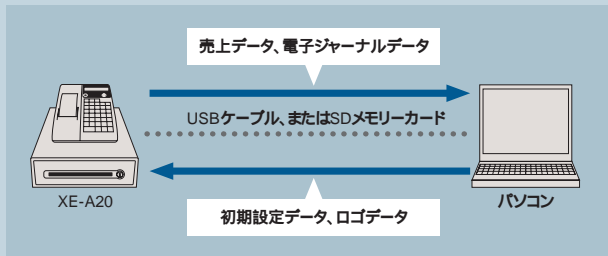 売上データ、電子ジャーナルデータ
USBケーブル、またはSDメモリーカード
XE-A20
パソコン
初期設定データ、ロゴデータ